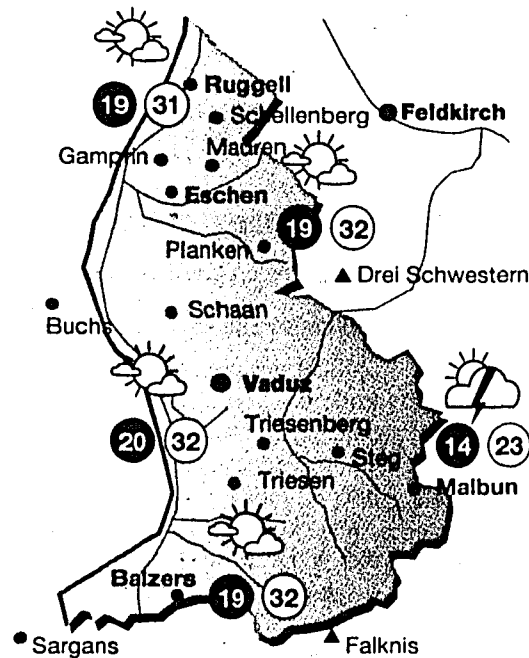 Ruggell
19 31
Schellenberg
Feldkirch
Mauren
Gamprin
Eschen
19 32
Planken
Drei Schwestern
Schaan
Buchs
Vaduz
20 32
Triesenberg
14 23
Steg
Triesen
Malbun
Balzers
19 32
Sargans
Falknis